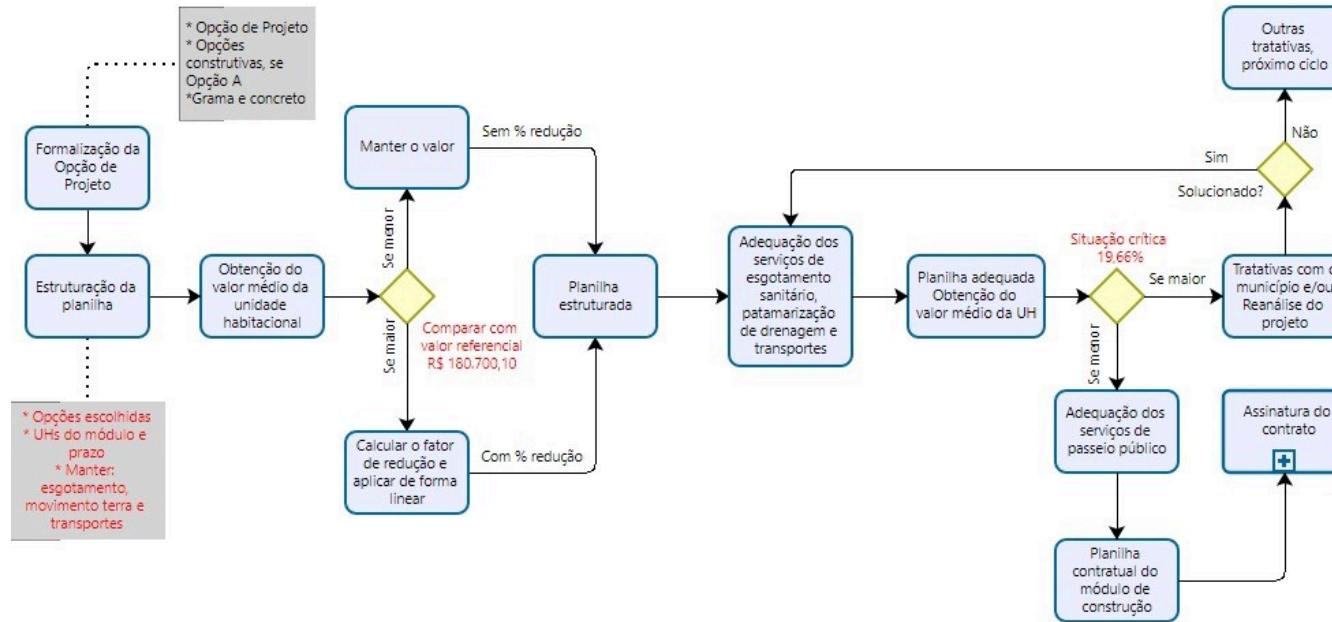 * Opção de Projeto
* Opções
construtivas, se
Opção A
*Grama e concreto
Formalização da
Opção de
Projeto
Estruturação da
planilha
* Opções escolhidas
* UHs do módulo e
prazo
* Manter:
esgotamento,
movimento terra e
transportes
Obtenção do
valor médio da
unidade
habitacional
Manter o valor
Sem % redução
Se menor
Se maior
Comparar com
valor referencial
R$ 180.700,10
Calcular o fator
de redução e
aplicar de forma
linear
Com % redução
Planilha
estruturada
Adequação dos
serviços de
esgotamento
sanitário,
patamarização
de drenagem e
transportes
Planilha adequada
Obtenção do
valor médio da UH
Situação crítica
19,66%
Se maior
Se menor
Tratativas com o
município e/ou
Reanálise do
projeto
Solucionado?
Sim
Não
Outras
tratativas,
próximo ciclo
Adequação dos
serviços de
passeio público
Planilha
contratual do
módulo de
construção
Assinatura do
contrato